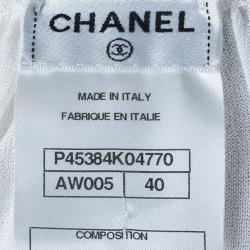 CHANEL
MADE IN ITALY
FABRIQUE EN ITALIE
P45384K04770
AW005 40
COMPOSITION